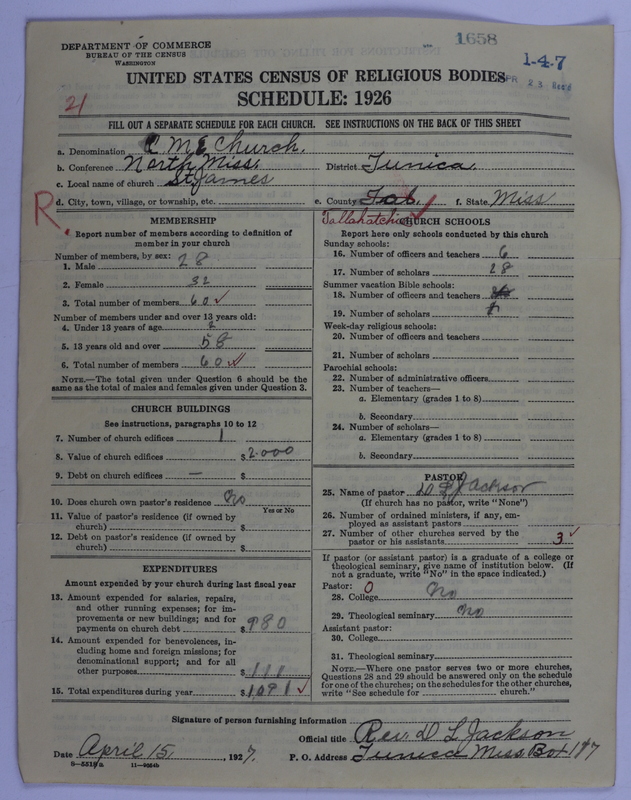 1658
DEPARTMENT OF COMMERCE
BUREAU OF THE CENSUS
WASHINGTON
1-4-7
UNITED STATES CENSUS OF RELIGIOUS BODIES
SCHEDULE: 1926
21
FILL OUT A SEPARATE SCHEDULE FOR EACH CHURCH. SEE INSTRUCTIONS ON THE BACK OF THIS SHEET
a. Denomination C M E Church.
b. Conference North Miss. District Tunica
c. Local name of church St. James
d. City, town, village, or township, etc. e. County Tab. f. State Miss
R.
Tallahatchie
MEMBERSHIP
Report number of members according to definition of
member in your church
Number of members, by sex:
1. Male 28
2. Female 32
3. Total number of members 60 ✓
Number of members under and over 13 years old:
4. Under 13 years of age 2
5. 13 years old and over 58
6. Total number of members 60 ✓
NOTE.—The total given under Question 6 should be the
same as the total of males and females given under Question 3.
CHURCH BUILDINGS
See instructions, paragraphs 10 to 12
7. Number of church edifices 1
8. Value of church edifices $ 2.000
9. Debt on church edifices — $
10. Does church own pastor's residence No
Yes or No
11. Value of pastor's residence (if owned by
church) $
12. Debt on pastor's residence (if owned by
church) $
EXPENDITURES
Amount expended by your church during last fiscal year
13. Amount expended for salaries, repairs,
and other running expenses; for im-
provements or new buildings; and for
payments on church debt $ 980
14. Amount expended for benevolences, in-
cluding home and foreign missions; for
denominational support; and for all
other purposes $ 111
15. Total expenditures during year $ 1091 ✓
CHURCH SCHOOLS
Report here only schools conducted by this church
Sunday schools:
16. Number of officers and teachers 6
17. Number of scholars 28
Summer vacation Bible schools:
18. Number of officers and teachers
19. Number of scholars
Week-day religious schools:
20. Number of officers and teachers
21. Number of scholars
Parochial schools:
22. Number of administrative officers
23. Number of teachers—
a. Elementary (grades 1 to 8)
b. Secondary
24. Number of scholars—
a. Elementary (grades 1 to 8)
b. Secondary
PASTOR
25. Name of pastor D L Jackson
(If church has no pastor, write "None")
26. Number of ordained ministers, if any, em-
ployed as assistant pastors
27. Number of other churches served by the
pastor or his assistants 3 ✓
If pastor (or assistant pastor) is a graduate of a college or
theological seminary, give name of institution below. (If
not a graduate, write "No" in the space indicated.)
Pastor: 0
28. College No
29. Theological seminary No
Assistant pastor:
30. College
31. Theological seminary
NOTE.—Where one pastor serves two or more churches,
Questions 28 and 29 should be answered only on the schedule
for one of the churches; on the schedules for the other churches,
write "See schedule for church."
Signature of person furnishing information
Official title Rev. D L Jackson
Date April 15, 1927. P. O. Address Tunica Miss Box 187